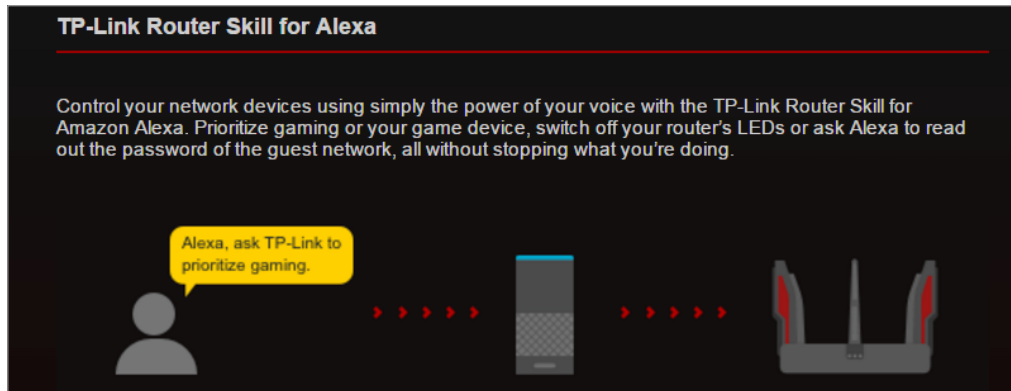 TP-Link Router Skill for Alexa
Control your network devices using simply the power of your voice with the TP-Link Router Skill for
Amazon Alexa. Prioritize gaming or your game device, switch off your router's LEDs or ask Alexa to read
out the password of the guest network, all without stopping what you're doing.
Alexa, ask TP-Link to
prioritize gaming.